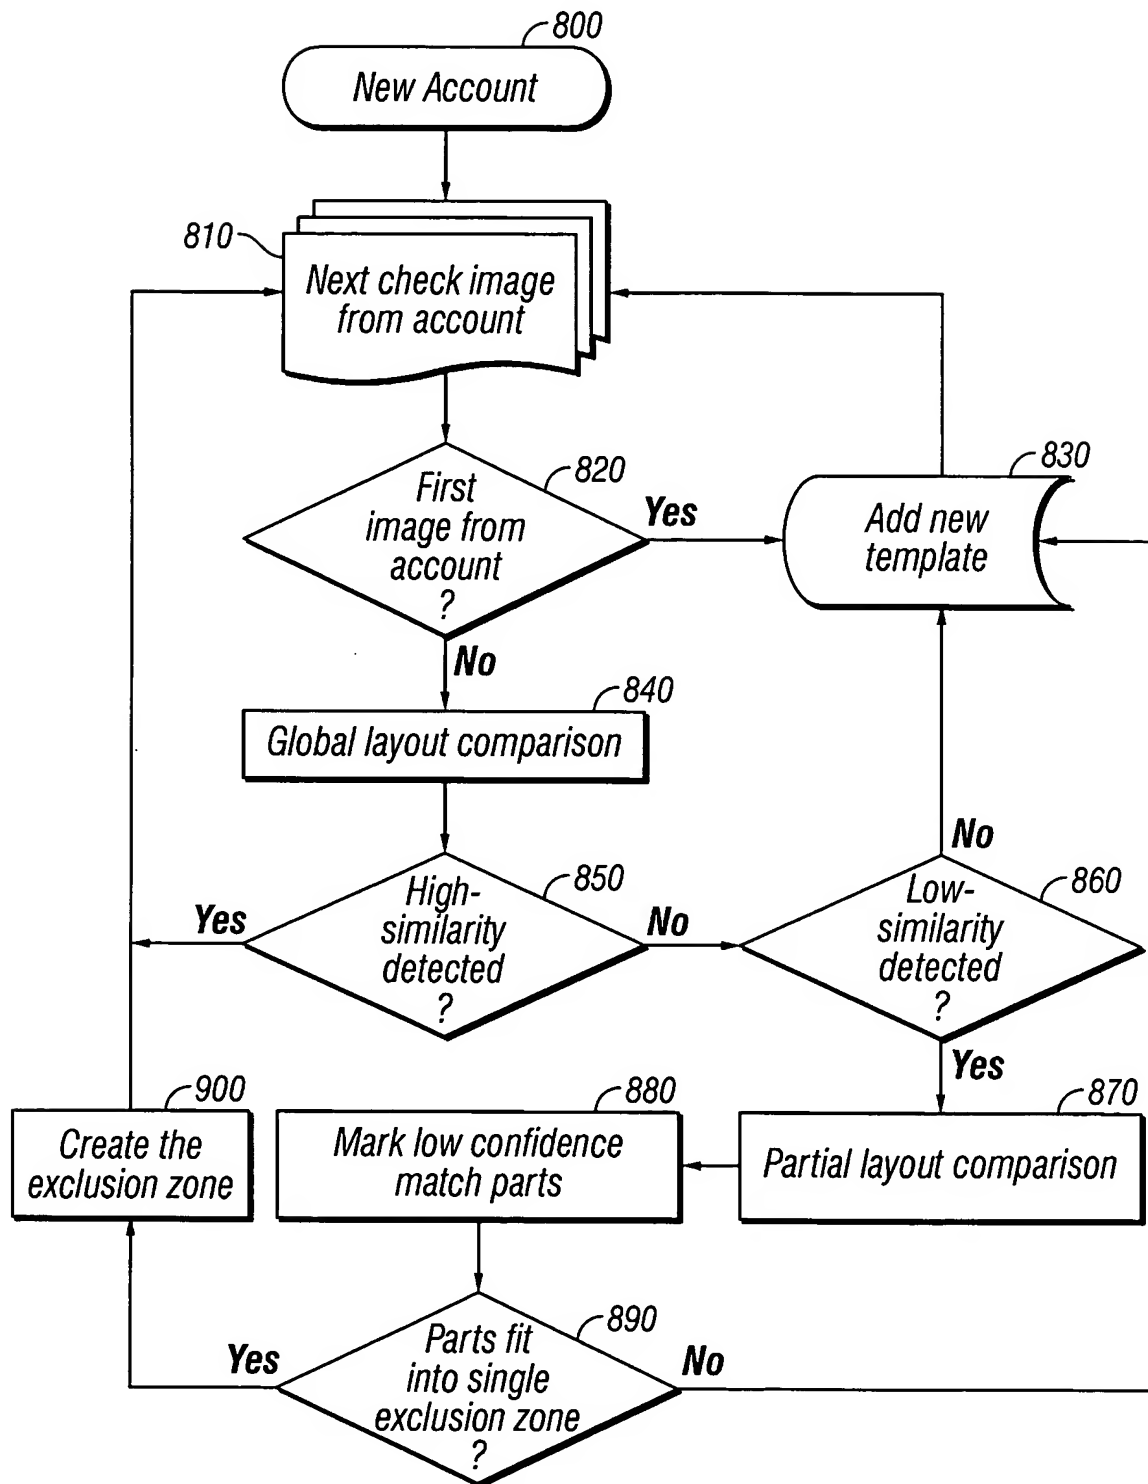 800
New Account
810
Next check image
from account
820
First
image from
account
?
Yes
830
Add new
template
No
840
Global layout comparison
850
High-
similarity
detected
?
Yes
No
860
Low-
similarity
detected
?
No
Yes
900
Create the
exclusion zone
880
Mark low confidence
match parts
870
Partial layout comparison
890
Parts fit
into single
exclusion zone
?
Yes
No